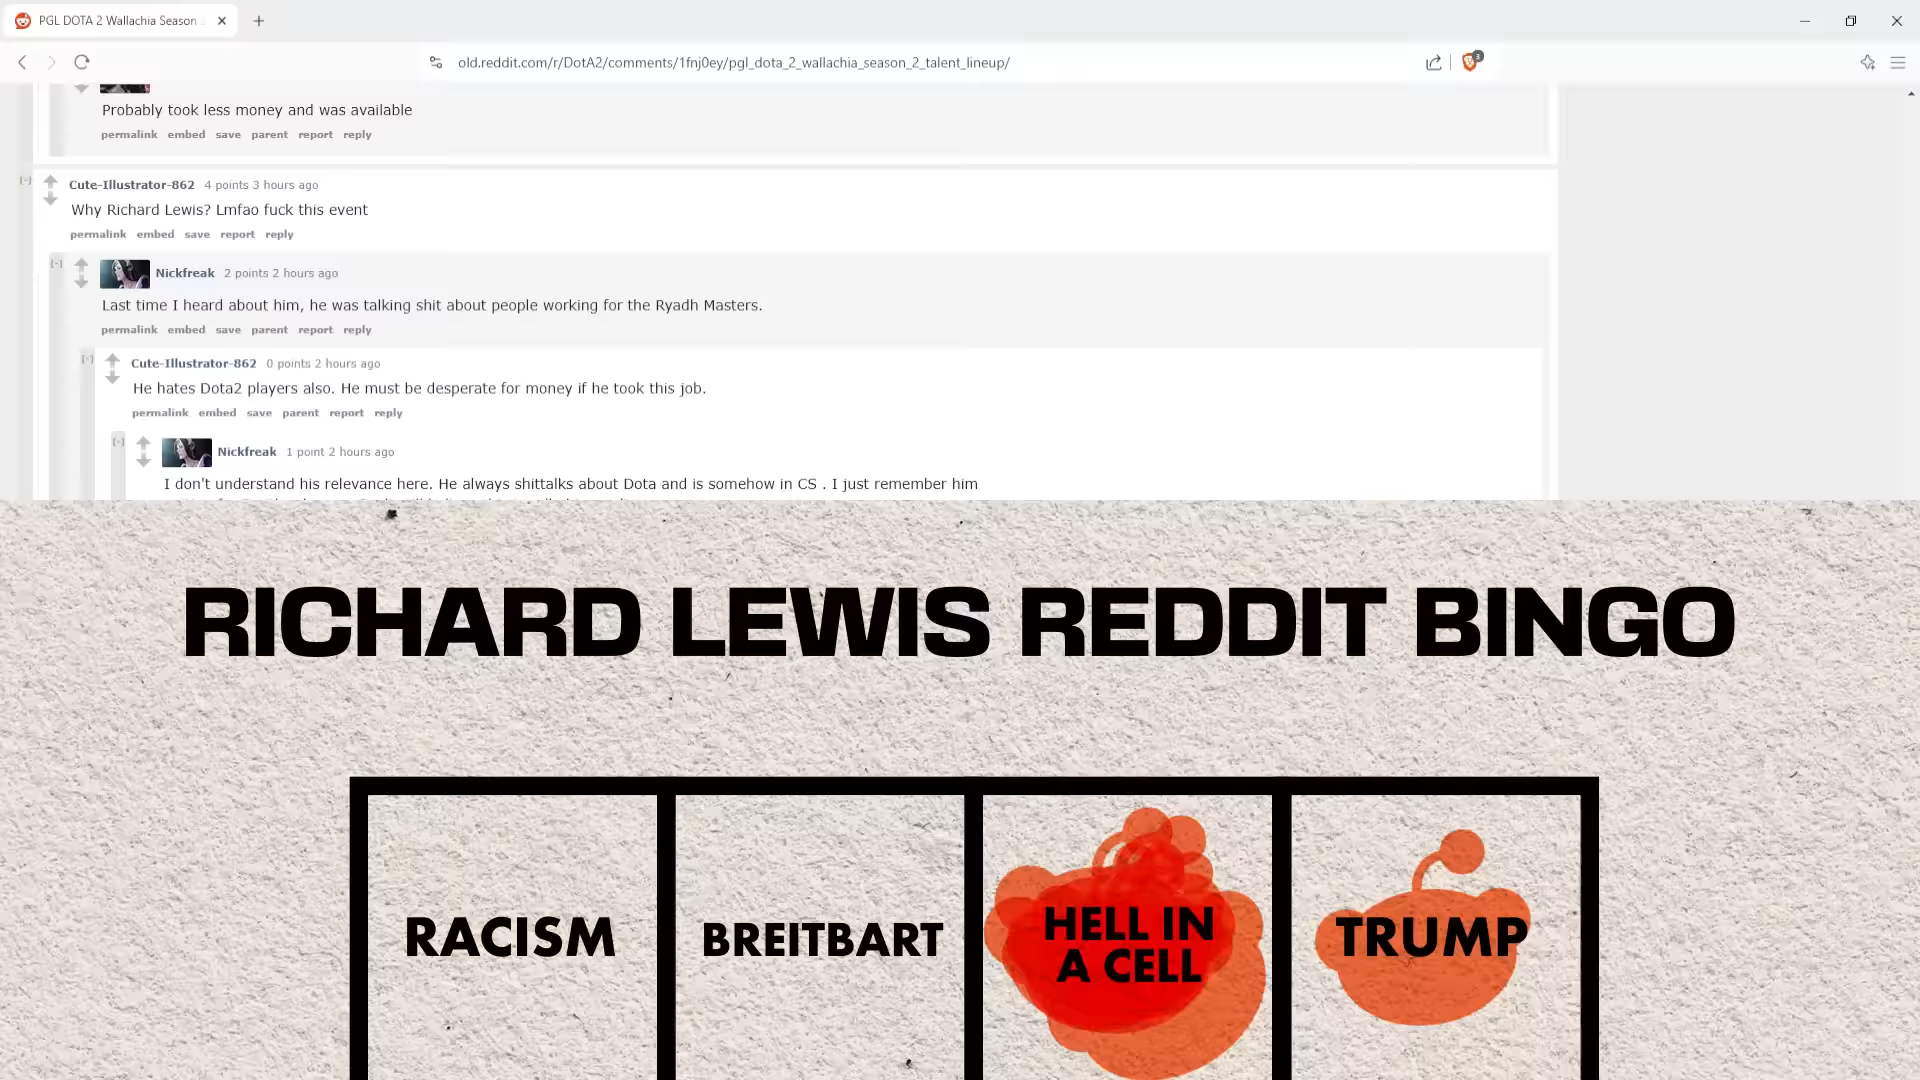 PGL DOTA 2 Wallachia Season
old.reddit.com/r/DotA2/comments/1fnj0ey/pgl_dota_2_wallachia_season_2_talent_lineup/
3
Probably took less money and was available
permalink embed save parent report reply
[-] Cute-Illustrator-862 4 points 3 hours ago
Why Richard Lewis? Lmfao fuck this event
permalink embed save report reply
[-] Nickfreak 2 points 2 hours ago
Last time I heard about him, he was talking shit about people working for the Ryadh Masters.
permalink embed save parent report reply
[-] Cute-Illustrator-862 0 points 2 hours ago
He hates Dota2 players also. He must be desperate for money if he took this job.
permalink embed save parent report reply
[-] Nickfreak 1 point 2 hours ago
I don't understand his relevance here. He always shittalks about Dota and is somehow in CS . I just remember him
RICHARD LEWIS REDDIT BINGO
RACISM
BREITBART
HELL IN
A CELL
TRUMP